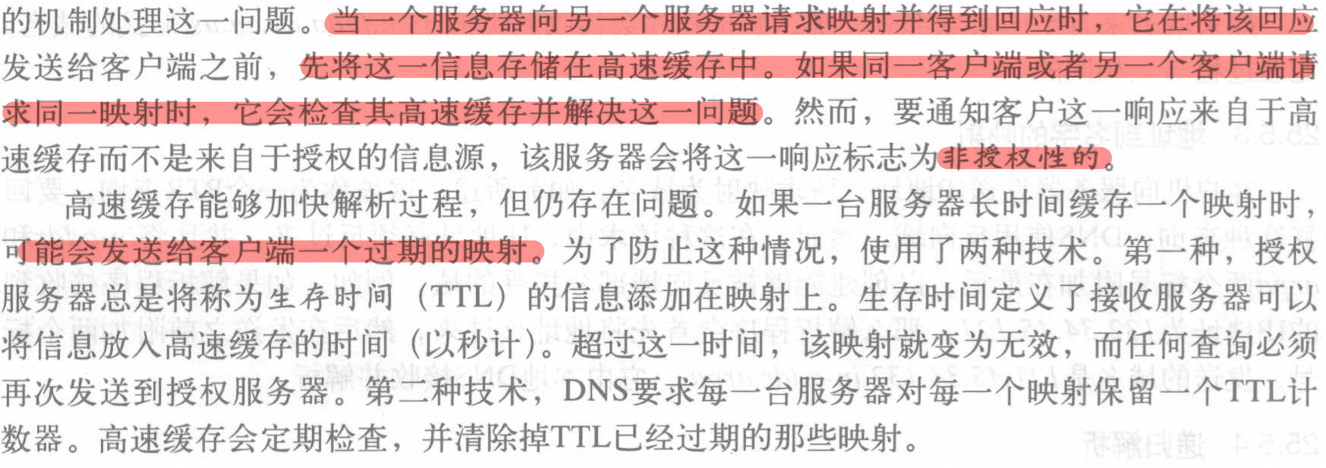 的机制处理这一问题。当一个服务器向另一个服务器请求映射并得到回应时，它在将该回应
发送给客户端之前，先将这一信息存储在高速缓存中。如果同一客户端或者另一个客户端请
求同一映射时，它会检查其高速缓存并解决这一问题。然而，要通知客户这一响应来自于高
速缓存而不是来自于授权的信息源，该服务器会将这一响应标志为非授权性的。
高速缓存能够加快解析过程，但仍存在问题。如果一台服务器长时间缓存一个映射时，
可能会发送给客户端一个过期的映射。为了防止这种情况，使用了两种技术。第一种，授权
服务器总是将称为生存时间（TTL）的信息添加在映射上。生存时间定义了接收服务器可以
将信息放入高速缓存的时间（以秒计）。超过这一时间，该映射就变为无效，而任何查询必须
再次发送到授权服务器。第二种技术，DNS要求每一台服务器对每一个映射保留一个TTL计
数器。高速缓存会定期检查，并清除掉TTL已经过期的那些映射。